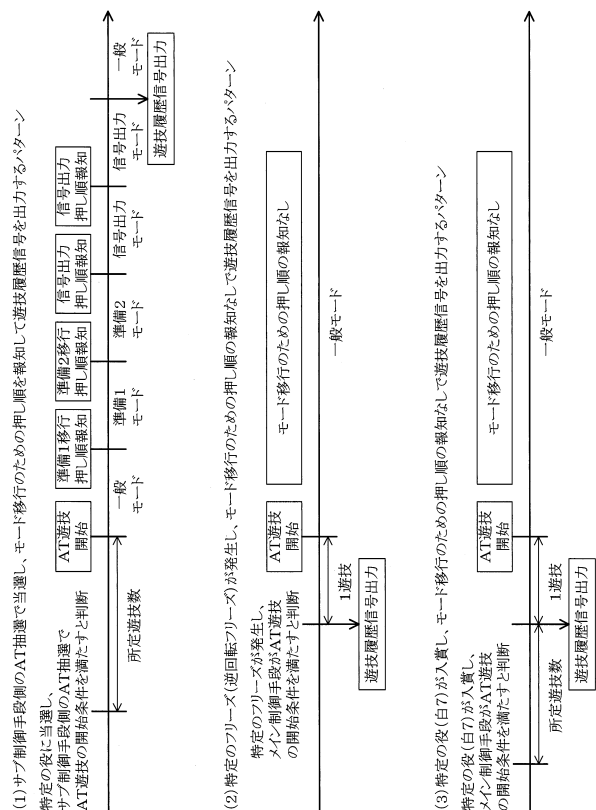 (1)サブ制御手段側のAT抽選で当選し、モード移行のための押し順を報知して遊技履歴信号を出力するパターン
特定の役に当選し、
サブ制御手段側のAT抽選で
AT遊技の開始条件を満たすと判断
所定遊技数
AT遊技
開始
一般
モード
準備1移行
押し順報知
準備1
モード
準備2移行
押し順報知
準備2
モード
信号出力
押し順報知
信号出力
モード
信号出力
押し順報知
信号出力
モード
遊技履歴信号出力
一般
モード
(2)特定のフリーズ(逆回転フリーズ)が発生し、モード移行のための押し順の報知なしで遊技履歴信号を出力するパターン
特定のフリーズが発生し、
メイン制御手段がAT遊技
の開始条件を満たすと判断
遊技履歴信号出力
1遊技
AT遊技
開始
モード移行のための押し順の報知なし
一般モード
(3)特定の役(白7)が入賞し、モード移行のための押し順の報知なしで遊技履歴信号を出力するパターン
特定の役(白7)が入賞し、
メイン制御手段がAT遊技
の開始条件を満たすと判断
所定遊技数
遊技履歴信号出力
1遊技
AT遊技
開始
モード移行のための押し順の報知なし
一般モード